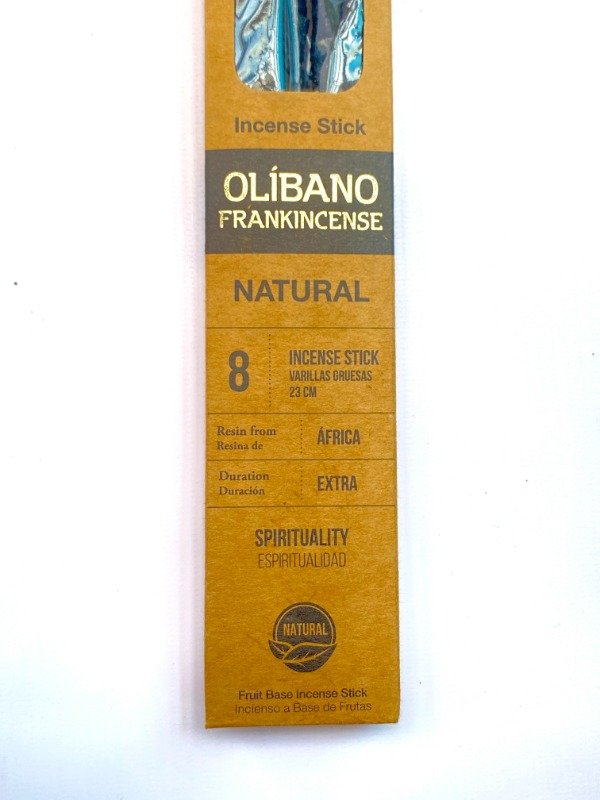 Incense Stick
OLÍBANO
FRANKINCENSE
NATURAL
8
INCENSE STICK
VARILLAS GRUESAS
23 CM
Resin from
Resina de
ÁFRICA
Duration
Duración
EXTRA
SPIRITUALITY
ESPIRITUALIDAD
NATURAL
Fruit Base Incense Stick
Incienso a Base de Frutas